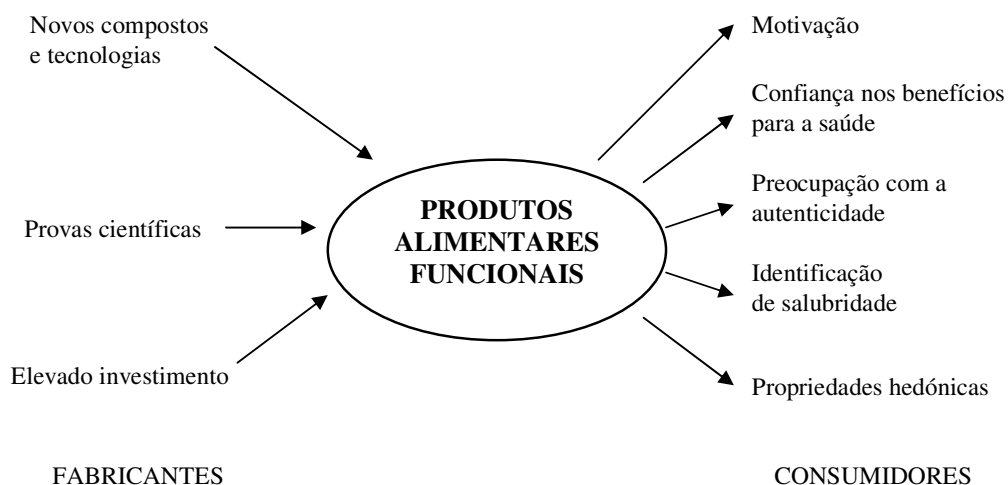 Novos compostos
e tecnologias
Provas científicas
Elevado investimento
FABRICANTES
PRODUTOS
ALIMENTARES
FUNCIONAIS
Motivação
Confiança nos benefícios
para a saúde
Preocupação com a
autenticidade
Identificação
de salubridade
Propriedades hedónicas
CONSUMIDORES